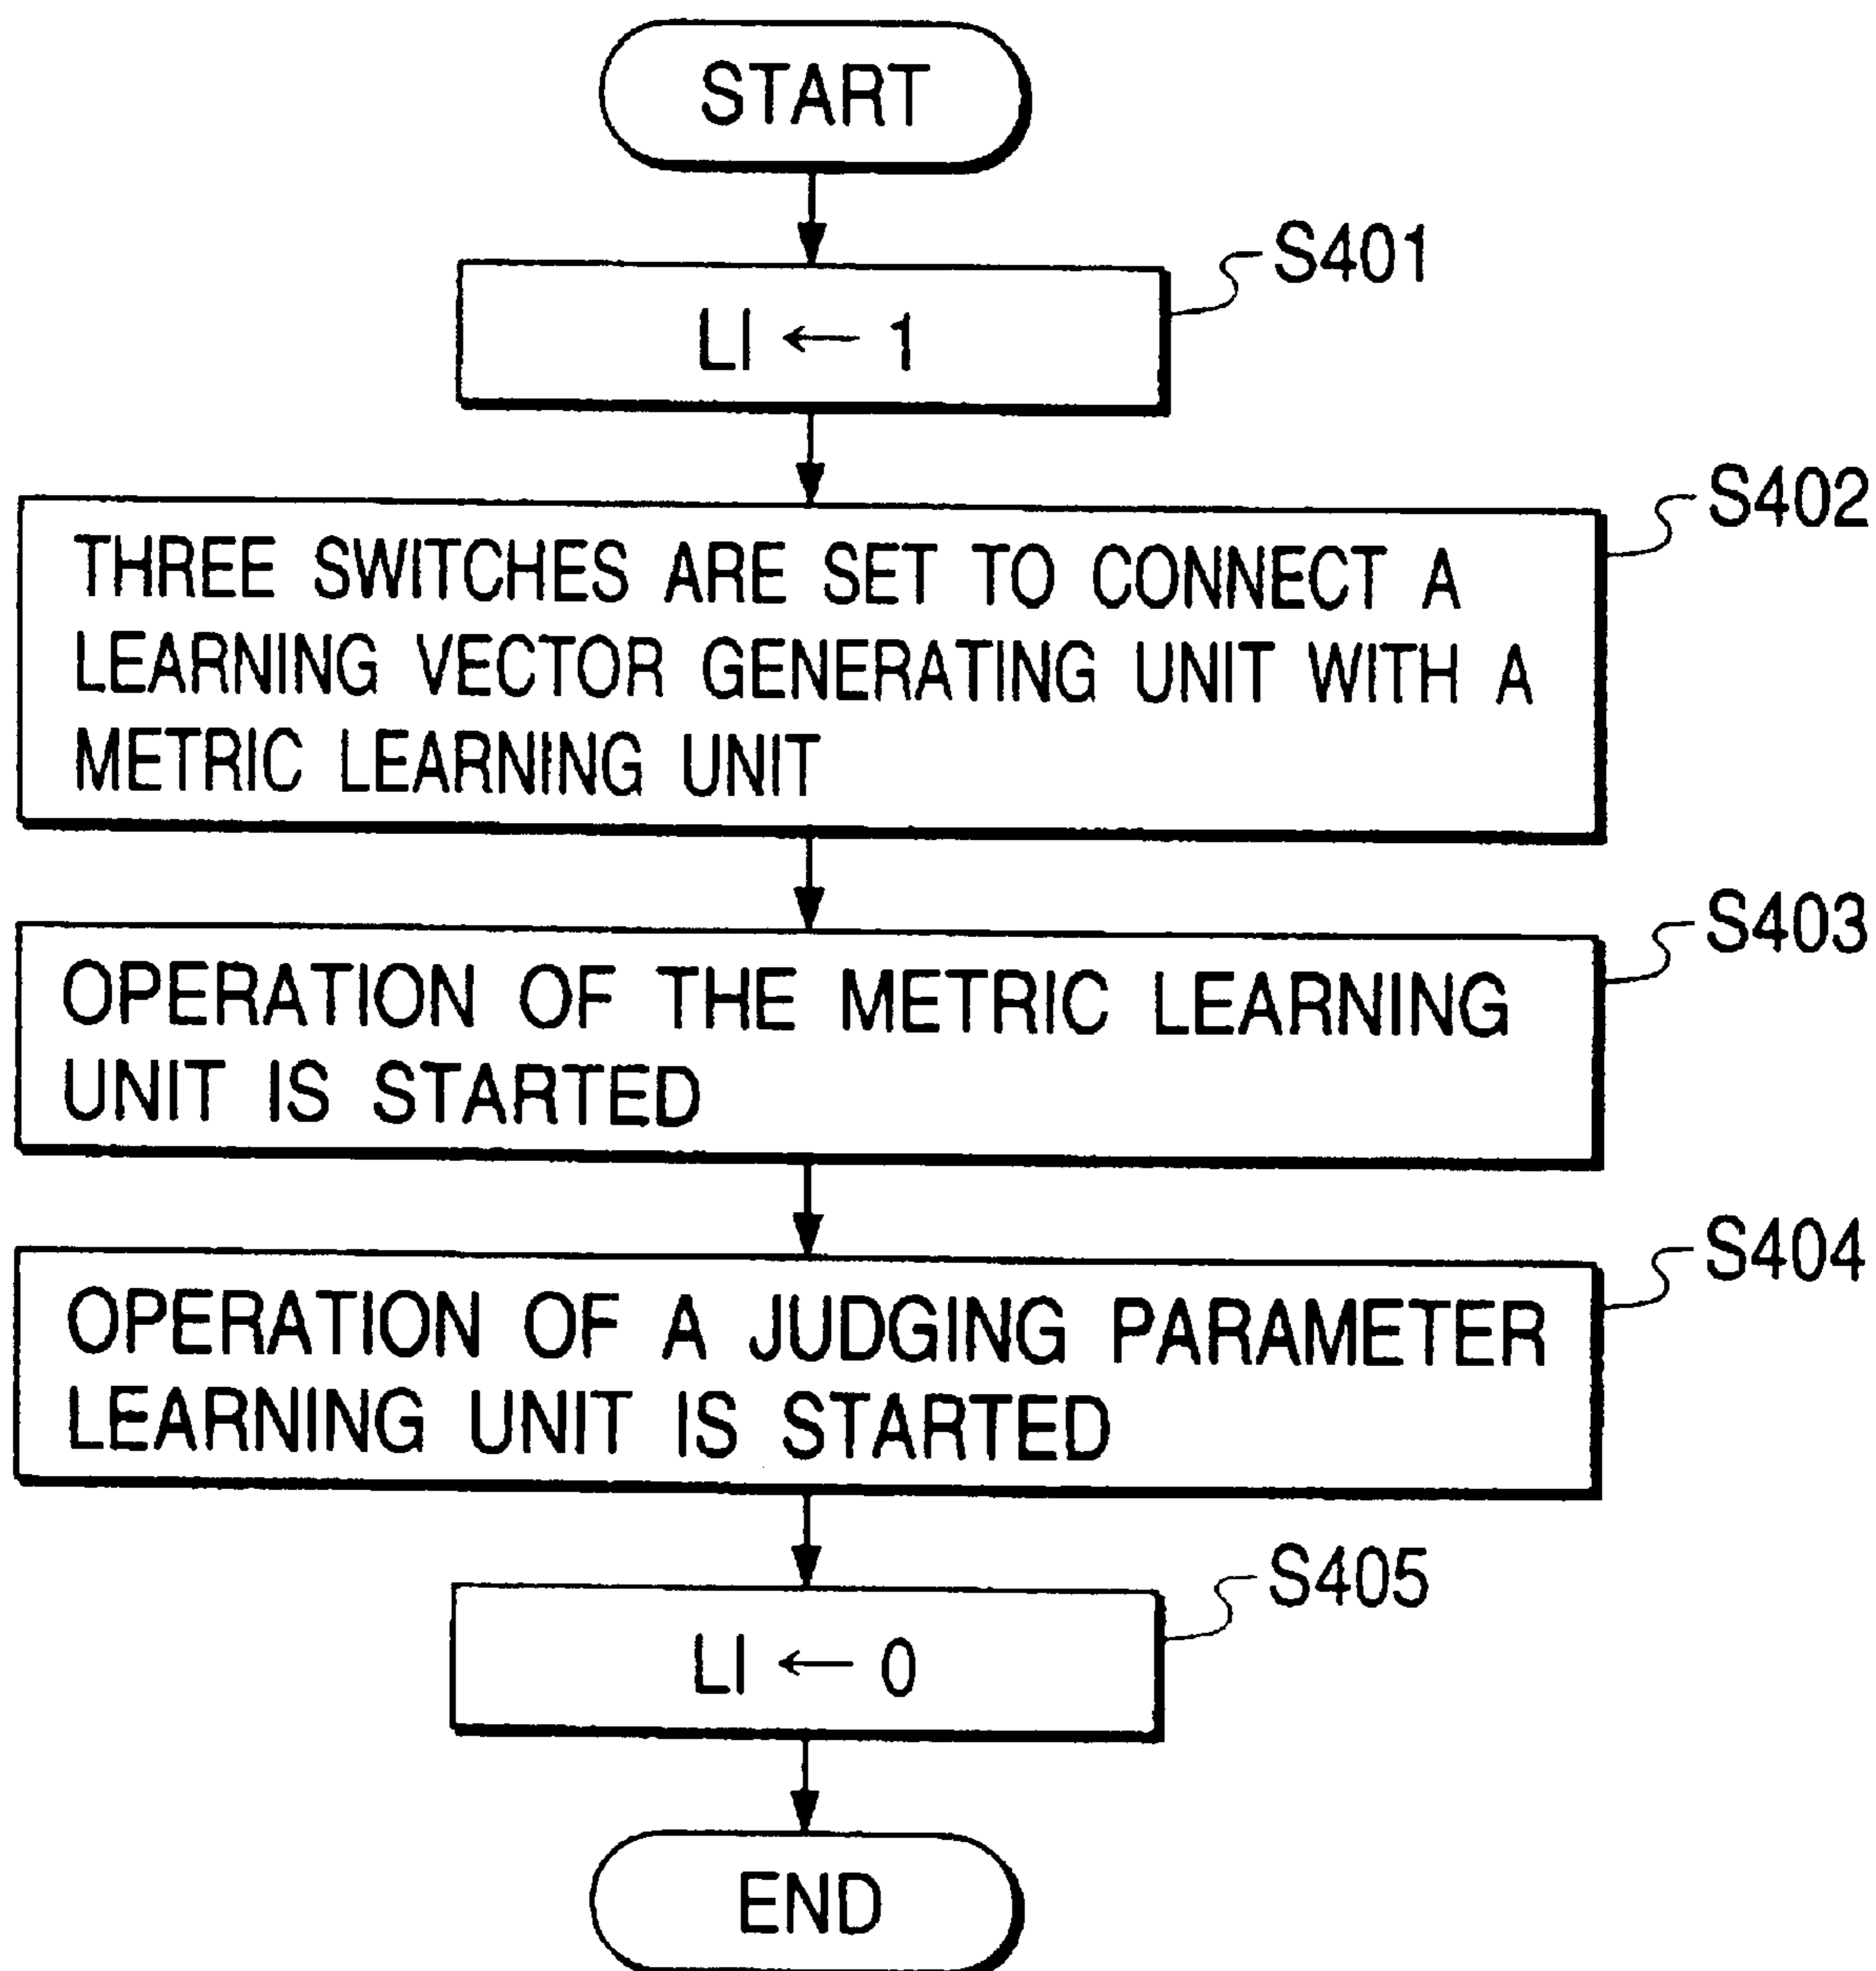 START
S401
LI ← 1
S402
THREE SWITCHES ARE SET TO CONNECT A
LEARNING VECTOR GENERATING UNIT WITH A
METRIC LEARNING UNIT
S403
OPERATION OF THE METRIC LEARNING
UNIT IS STARTED
S404
OPERATION OF A JUDGING PARAMETER
LEARNING UNIT IS STARTED
S405
LI ← 0
END